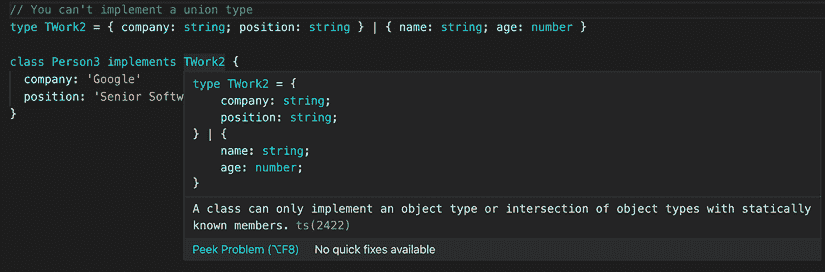 // You can't implement a union type
type TWork2 = { company: string; position: string } | { name: string; age: number }
class Person3 implements TWork2 {
company: 'Google'
position: 'Senior Softw
}
type TWork2 = {
company: string;
position: string;
} | {
name: string;
age: number;
}
A class can only implement an object type or intersection of object types with statically
known members. ts(2422)
Peek Problem (⌥F8) No quick fixes available